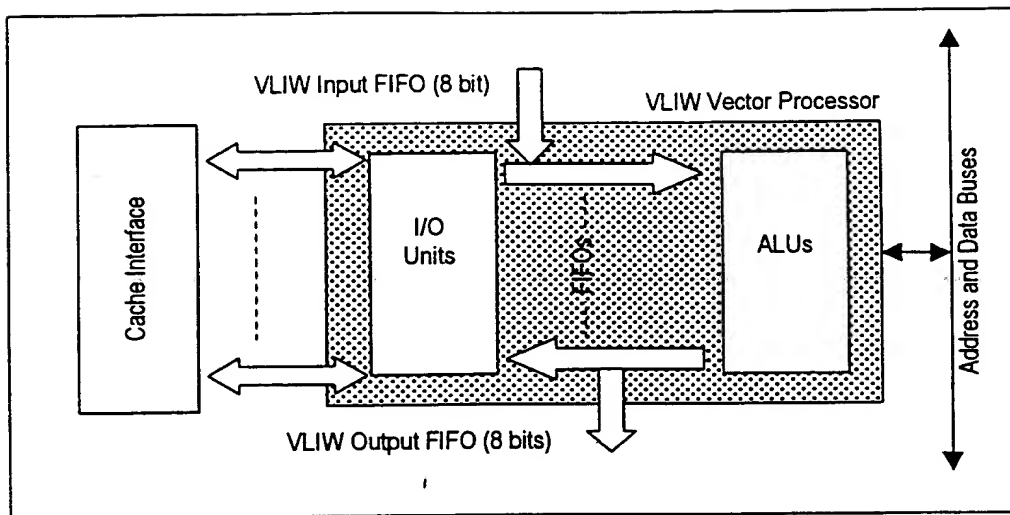 VLIW Input FIFO (8 bit)
VLIW Vector Processor
Cache Interface
I/O
Units
FIFOs
ALUs
Address and Data Buses
VLIW Output FIFO (8 bits)